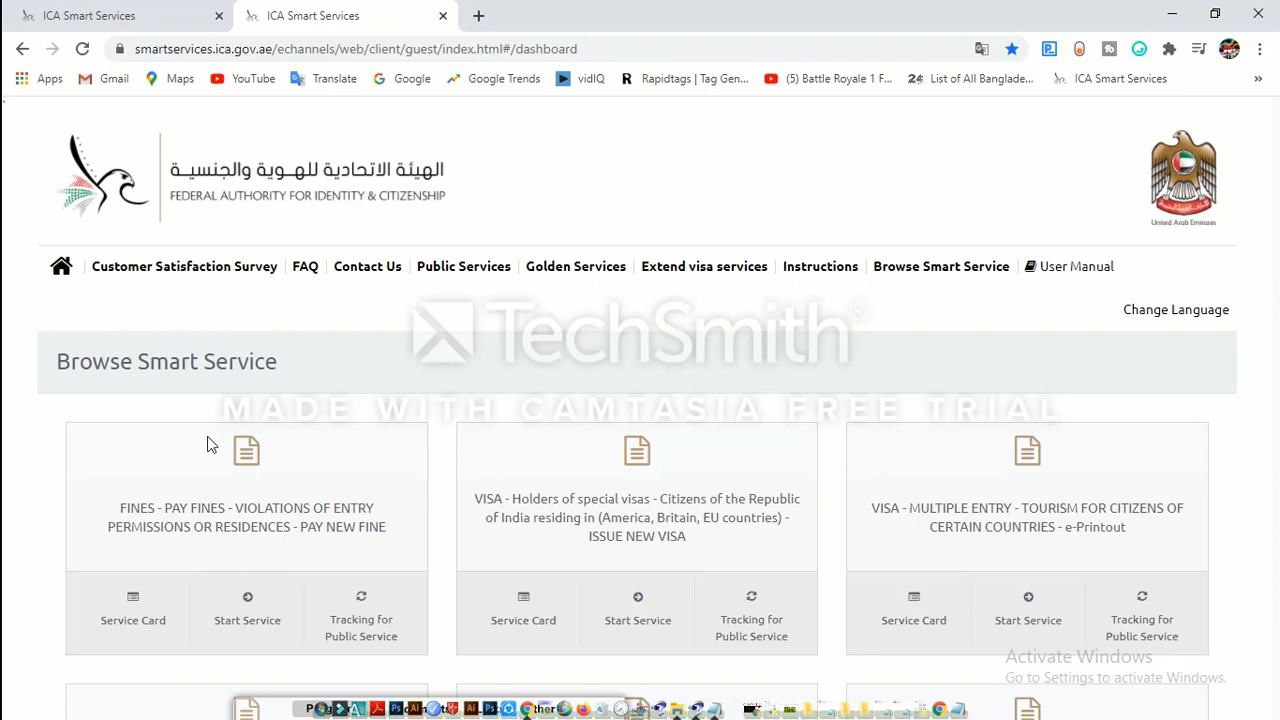 ICA Smart Services
ICA Smart Services
smartservices.ica.gov.ae/echannels/web/client/guest/index.html#/dashboard
Apps Gmail Maps YouTube Translate Google Google Trends vidIQ Rapidtags | Tag Gen... (5) Battle Royale 1 F... List of All Banglade... ICA Smart Services »
الهيئة الاتحادية للهوية والجنسية
FEDERAL AUTHORITY FOR IDENTITY & CITIZENSHIP
United Arab Emirates
Customer Satisfaction Survey FAQ Contact Us Public Services Golden Services Extend visa services Instructions Browse Smart Service User Manual
Change Language
TechSmith®
Browse Smart Service
MADE WITH CAMTASIA FREE TRIAL
FINES - PAY FINES - VIOLATIONS OF ENTRY
PERMISSIONS OR RESIDENCES - PAY NEW FINE
Service Card
Start Service
Tracking for
Public Service
VISA - Holders of special visas - Citizens of the Republic
of India residing in (America, Britain, EU countries) -
ISSUE NEW VISA
Service Card
Start Service
Tracking for
Public Service
VISA - MULTIPLE ENTRY - TOURISM FOR CITIZENS OF
CERTAIN COUNTRIES - e-Printout
Service Card
Start Service
Tracking for
Public Service
Activate Windows
Go to Settings to activate Windows.